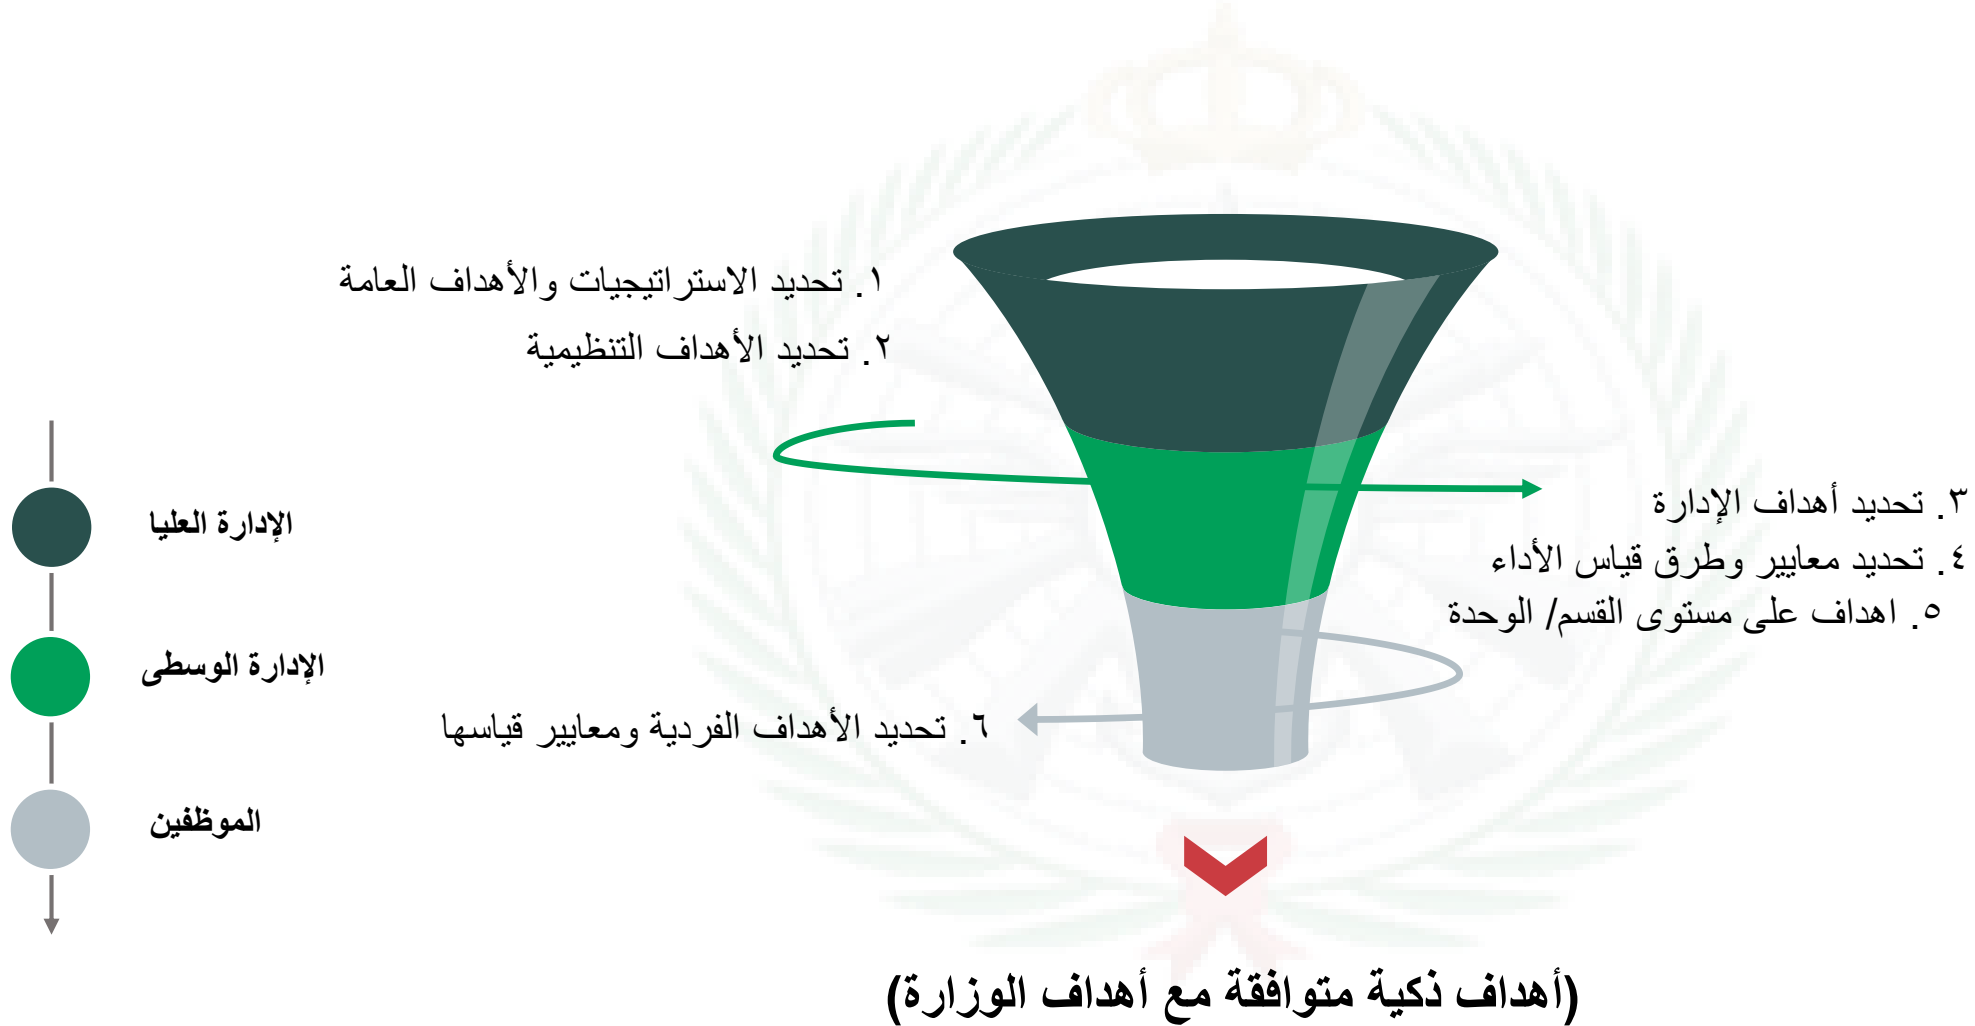 ١. تحديد الاستراتيجيات والأهداف العامة
٢. تحديد الأهداف التنظيمية
٣. تحديد أهداف الإدارة
٤. تحديد معايير وطرق قياس الأداء
٥. اهداف على مستوى القسم/ الوحدة
٦. تحديد الأهداف الفردية ومعايير قياسها
الإدارة العليا
الإدارة الوسطى
الموظفين
(أهداف ذكية متوافقة مع أهداف الوزارة)